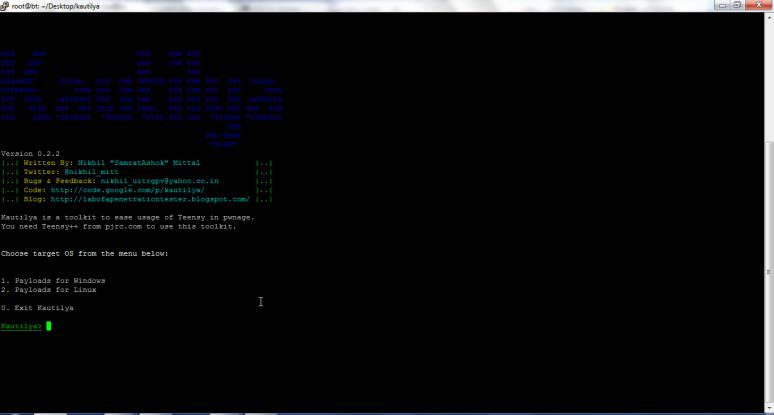 root@bt: ~/Desktop/kautilya
Version 0.2.2
|..| Written By: Nikhil "SamratAshok" Mittal |..|
|..| Twitter: @nikhil_mitt |..|
|..| Bugs & Feedback: nikhil_uitrgpv@yahoo.co.in |..|
|..| Code: http://code.google.com/p/kautilya/ |..|
|..| Blog: http://labofapenetrationtester.blogspot.com/ |..|
Kautilya is a toolkit to ease usage of Teensy in pwnage.
You need Teensy++ from pjrc.com to use this toolkit.
Choose target OS from the menu below:
1. Payloads for Windows
2. Payloads for Linux
0. Exit Kautilya
Kautilya>